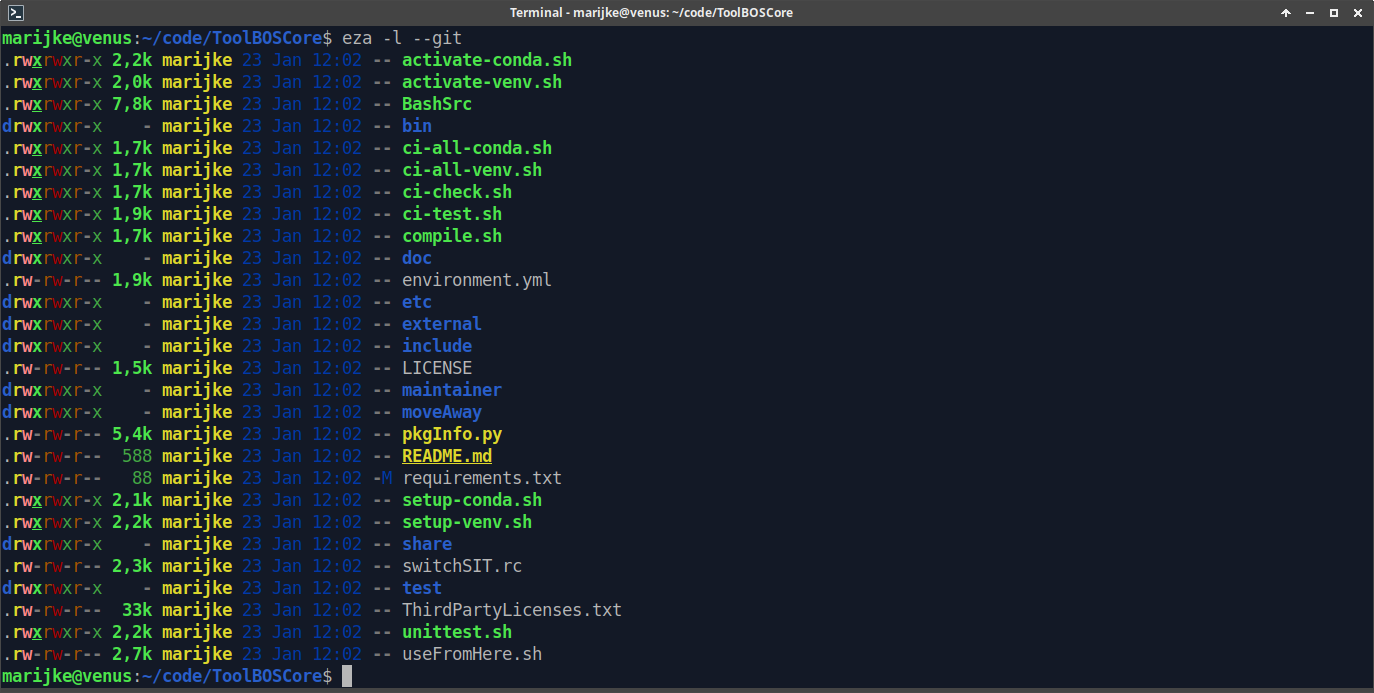 Terminal - marijke@venus: ~/code/ToolBOSCore
marijke@venus:~/code/ToolBOSCore$ eza -l --git
.rwxrwxr-x 2,2k marijke 23 Jan 12:02 -- activate-conda.sh
.rwxrwxr-x 2,0k marijke 23 Jan 12:02 -- activate-venv.sh
.rwxrwxr-x 7,8k marijke 23 Jan 12:02 -- BashSrc
drwxrwxr-x    - marijke 23 Jan 12:02 -- bin
.rwxrwxr-x 1,7k marijke 23 Jan 12:02 -- ci-all-conda.sh
.rwxrwxr-x 1,7k marijke 23 Jan 12:02 -- ci-all-venv.sh
.rwxrwxr-x 1,7k marijke 23 Jan 12:02 -- ci-check.sh
.rwxrwxr-x 1,9k marijke 23 Jan 12:02 -- ci-test.sh
.rwxrwxr-x 1,7k marijke 23 Jan 12:02 -- compile.sh
drwxrwxr-x    - marijke 23 Jan 12:02 -- doc
.rw-rw-r-- 1,9k marijke 23 Jan 12:02 -- environment.yml
drwxrwxr-x    - marijke 23 Jan 12:02 -- etc
drwxrwxr-x    - marijke 23 Jan 12:02 -- external
drwxrwxr-x    - marijke 23 Jan 12:02 -- include
.rw-rw-r-- 1,5k marijke 23 Jan 12:02 -- LICENSE
drwxrwxr-x    - marijke 23 Jan 12:02 -- maintainer
drwxrwxr-x    - marijke 23 Jan 12:02 -- moveAway
.rw-rw-r-- 5,4k marijke 23 Jan 12:02 -- pkgInfo.py
.rw-rw-r--  588 marijke 23 Jan 12:02 -- README.md
.rw-rw-r--   88 marijke 23 Jan 12:02 -M requirements.txt
.rwxrwxr-x 2,1k marijke 23 Jan 12:02 -- setup-conda.sh
.rwxrwxr-x 2,2k marijke 23 Jan 12:02 -- setup-venv.sh
drwxrwxr-x    - marijke 23 Jan 12:02 -- share
.rw-rw-r-- 2,3k marijke 23 Jan 12:02 -- switchSIT.rc
drwxrwxr-x    - marijke 23 Jan 12:02 -- test
.rw-rw-r--  33k marijke 23 Jan 12:02 -- ThirdPartyLicenses.txt
.rwxrwxr-x 2,2k marijke 23 Jan 12:02 -- unittest.sh
.rw-rw-r-- 2,7k marijke 23 Jan 12:02 -- useFromHere.sh
marijke@venus:~/code/ToolBOSCore$